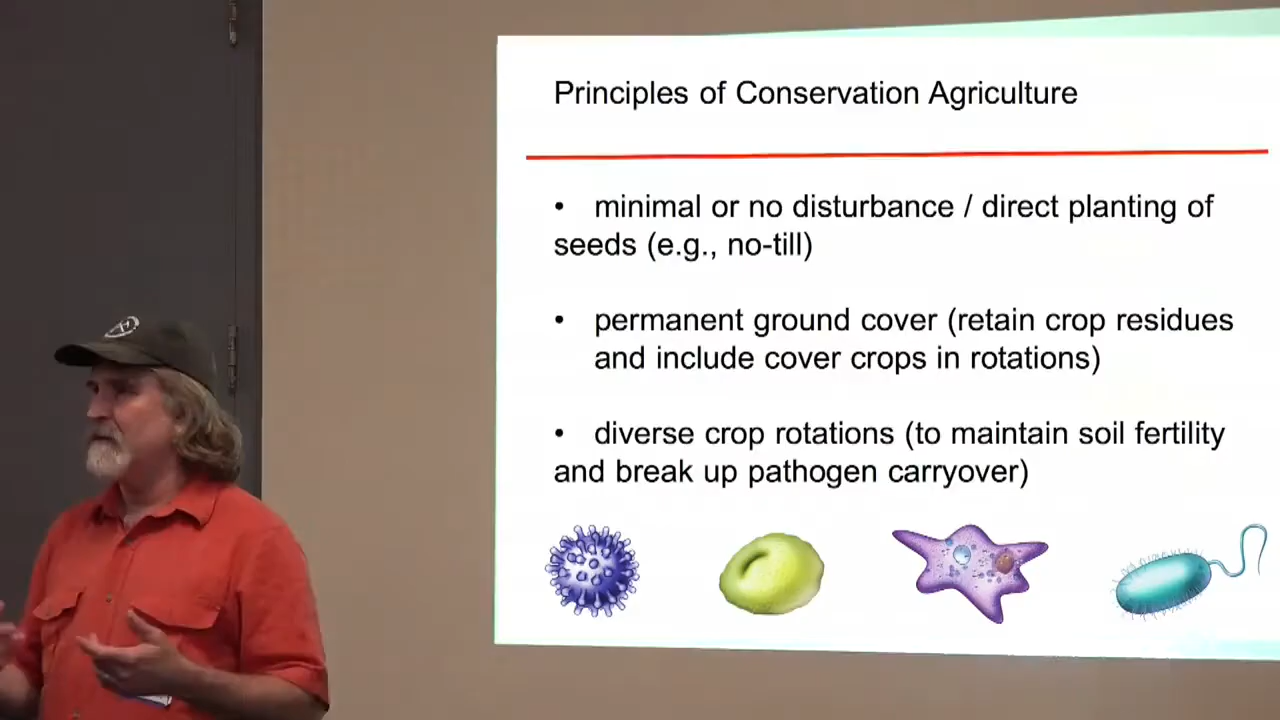 Principles of Conservation Agriculture
• minimal or no disturbance / direct planting of
seeds (e.g., no-till)
• permanent ground cover (retain crop residues
and include cover crops in rotations)
• diverse crop rotations (to maintain soil fertility
and break up pathogen carryover)